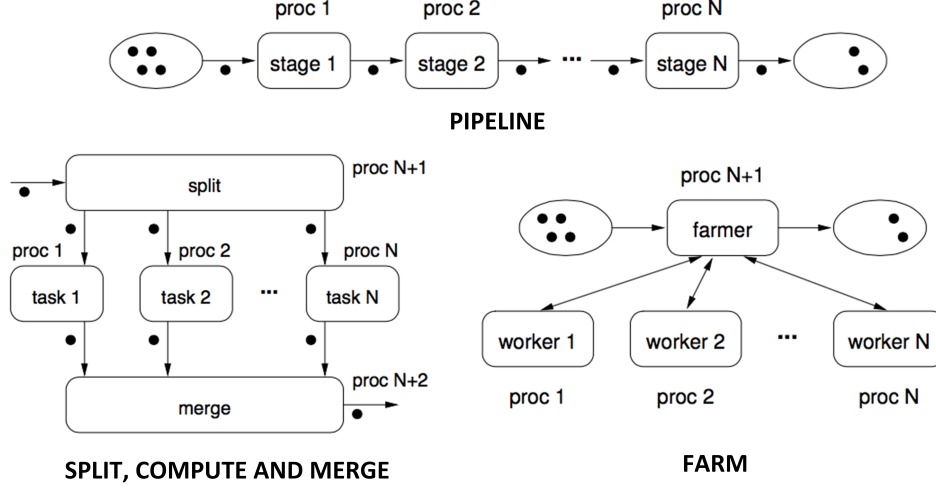 proc 1 proc 2 proc N
stage 1 stage 2 ... stage N
PIPELINE
split proc N+1
proc 1 proc 2 proc N
task 1 task 2 ... task N
proc N+2
merge
SPLIT, COMPUTE AND MERGE
proc N+1
farmer
worker 1 worker 2 ... worker N
proc 1 proc 2 proc N
FARM